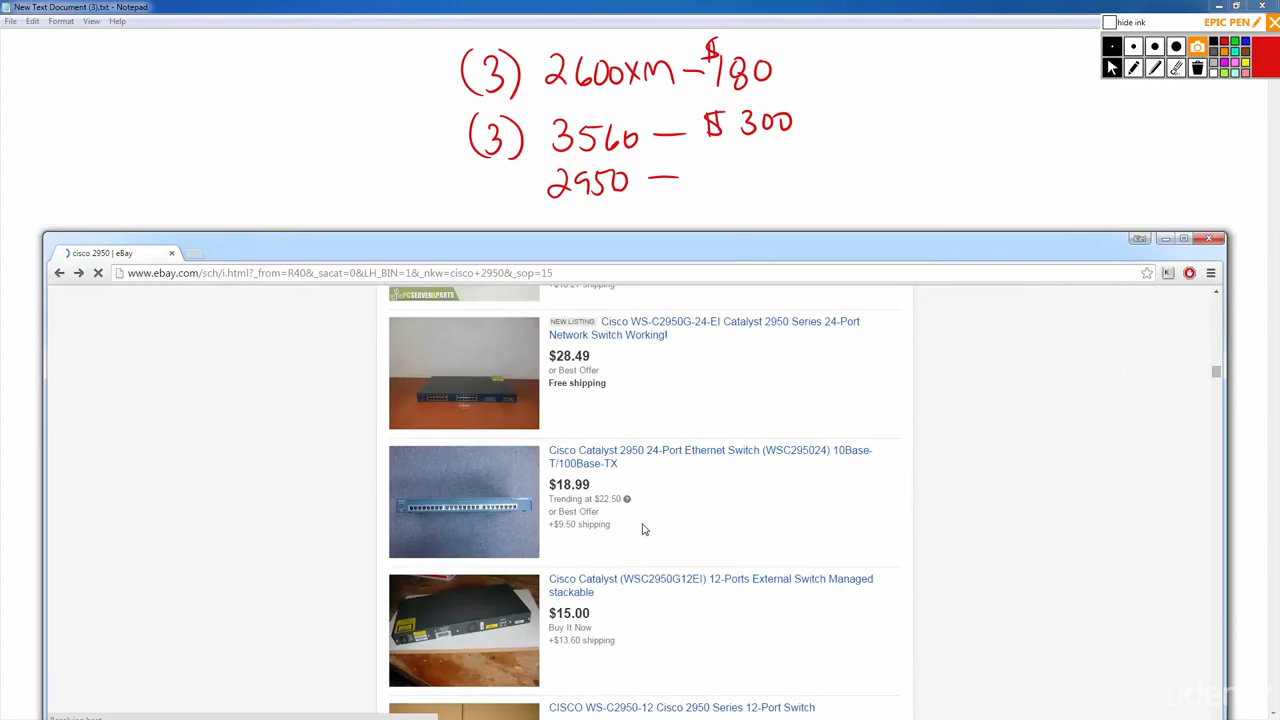 New Text Document (3).txt - Notepad
File Edit Format View Help
hide ink
EPIC PEN
(3) 2600xm - $180
(3) 3560 — $300
2950 —
cisco 2950 | eBay
www.ebay.com/sch/i.html?_from=R40&_sacat=0&LH_BIN=1&_nkw=cisco+2950&_sop=15
PCSERVER&PARTS
NEW LISTING Cisco WS-C2950G-24-EI Catalyst 2950 Series 24-Port
Network Switch Working!
$28.49
or Best Offer
Free shipping
Cisco Catalyst 2950 24-Port Ethernet Switch (WSC295024) 10Base-
T/100Base-TX
$18.99
Trending at $22.50
or Best Offer
+$9.50 shipping
Cisco Catalyst (WSC2950G12EI) 12-Ports External Switch Managed
stackable
$15.00
Buy It Now
+$13.60 shipping
CISCO WS-C2950-12 Cisco 2950 Series 12-Port Switch
udemy